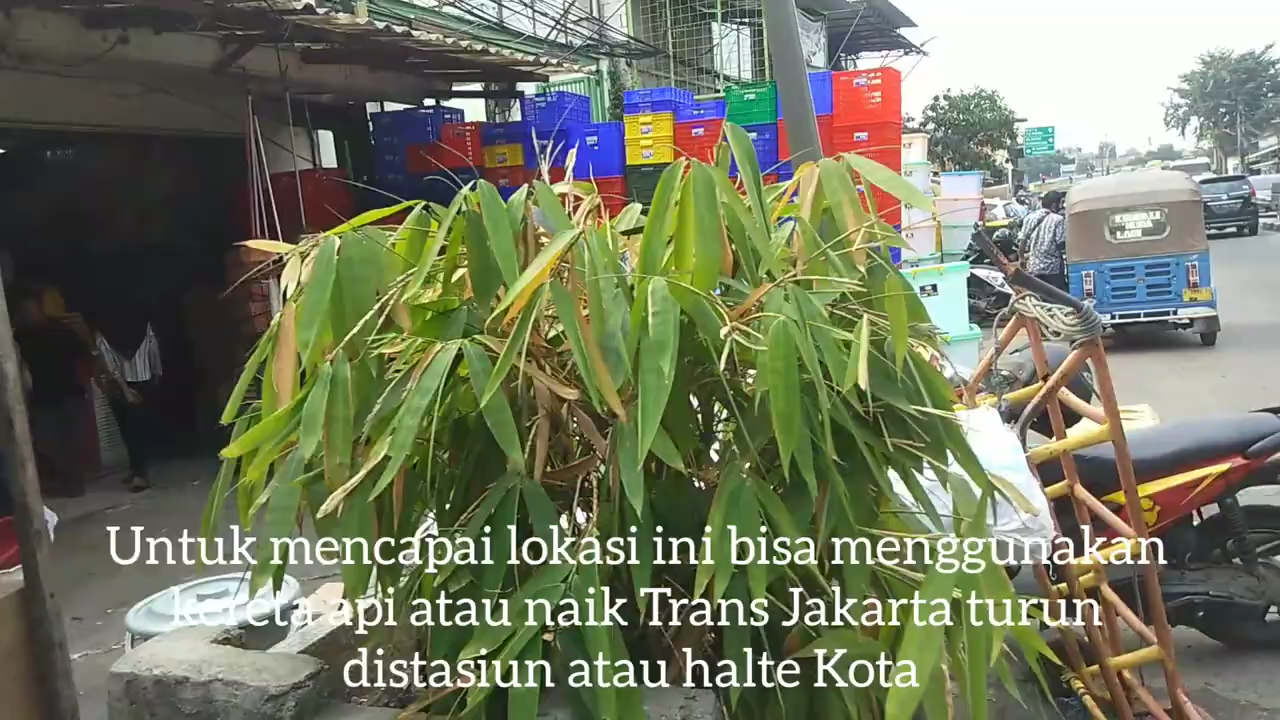 Untuk mencapai lokasi ini bisa menggunakan
kereta api atau naik Trans Jakarta turun
distasiun atau halte Kota